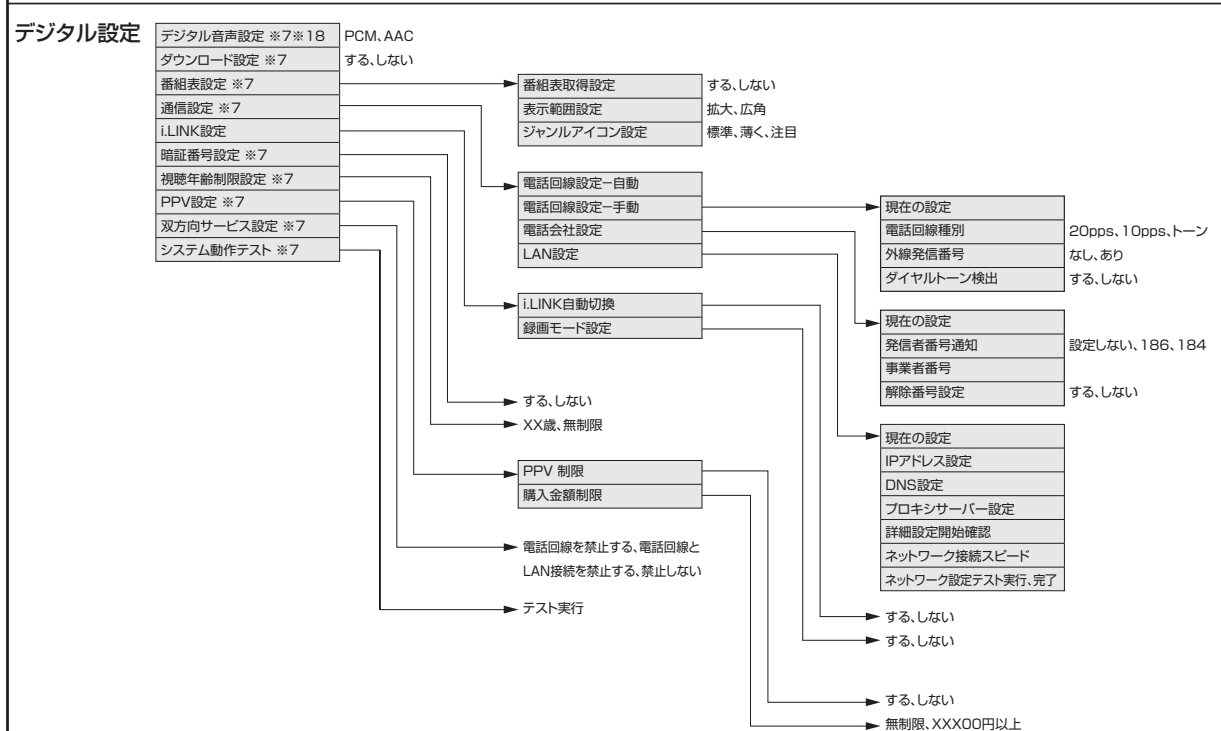 デジタル設定
デジタル音声設定 ※7※18 PCM、AAC
ダウンロード設定 ※7 する、しない
番組表設定 ※7
通信設定 ※7
i.LINK設定
暗証番号設定 ※7
視聴年齢制限設定 ※7
PPV設定 ※7
双方向サービス設定 ※7
システム動作テスト ※7
番組表取得設定 する、しない
表示範囲設定 拡大、広角
ジャンルアイコン設定 標準、薄く、注目
電話回線設定−自動
電話回線設定−手動
電話会社設定
LAN設定
i.LINK自動切換
録画モード設定
する、しない
XX歳、無制限
PPV 制限
購入金額制限
電話回線を禁止する、電話回線と
LAN接続を禁止する、禁止しない
テスト実行
現在の設定
電話回線種別 20pps、10pps、トーン
外線発信番号 なし、あり
ダイヤルトーン検出 する、しない
現在の設定
発信者番号通知 設定しない、186、184
事業者番号
解除番号設定 する、しない
現在の設定
IPアドレス設定
DNS設定
プロキシサーバー設定
詳細設定開始確認
ネットワーク接続スピード
ネットワーク設定テスト実行、完了
する、しない
する、しない
する、しない
無制限、XXX00円以上